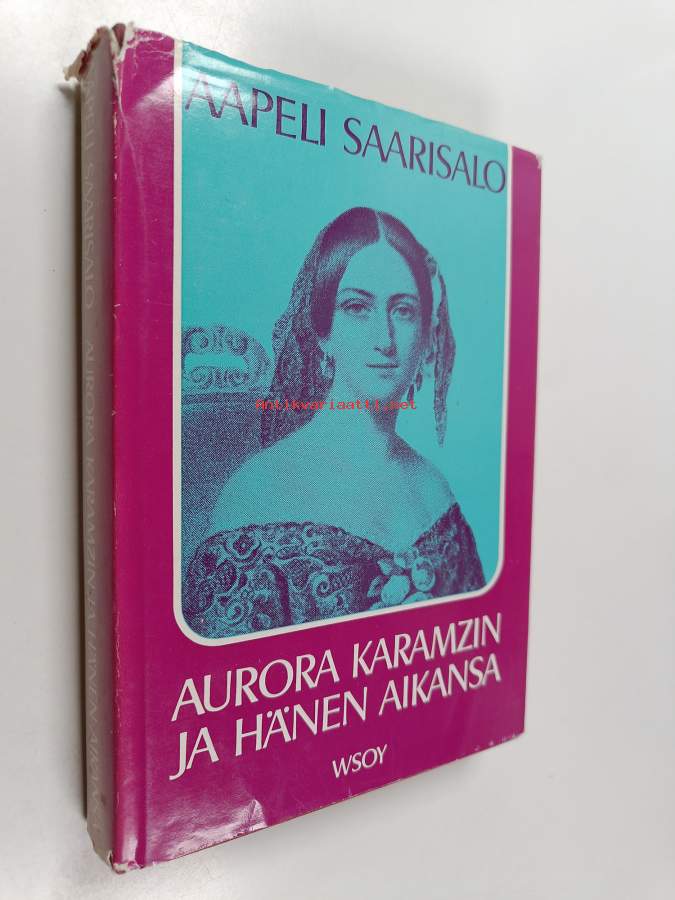 AAPELI SAARISALO
Antikvariaatti.net
AURORA KARAMZIN
JA HÄNEN AIKANSA
WSOY
AAPELI SAARISALO AURORA KARAMZIN JA HÄNEN AIKANSA